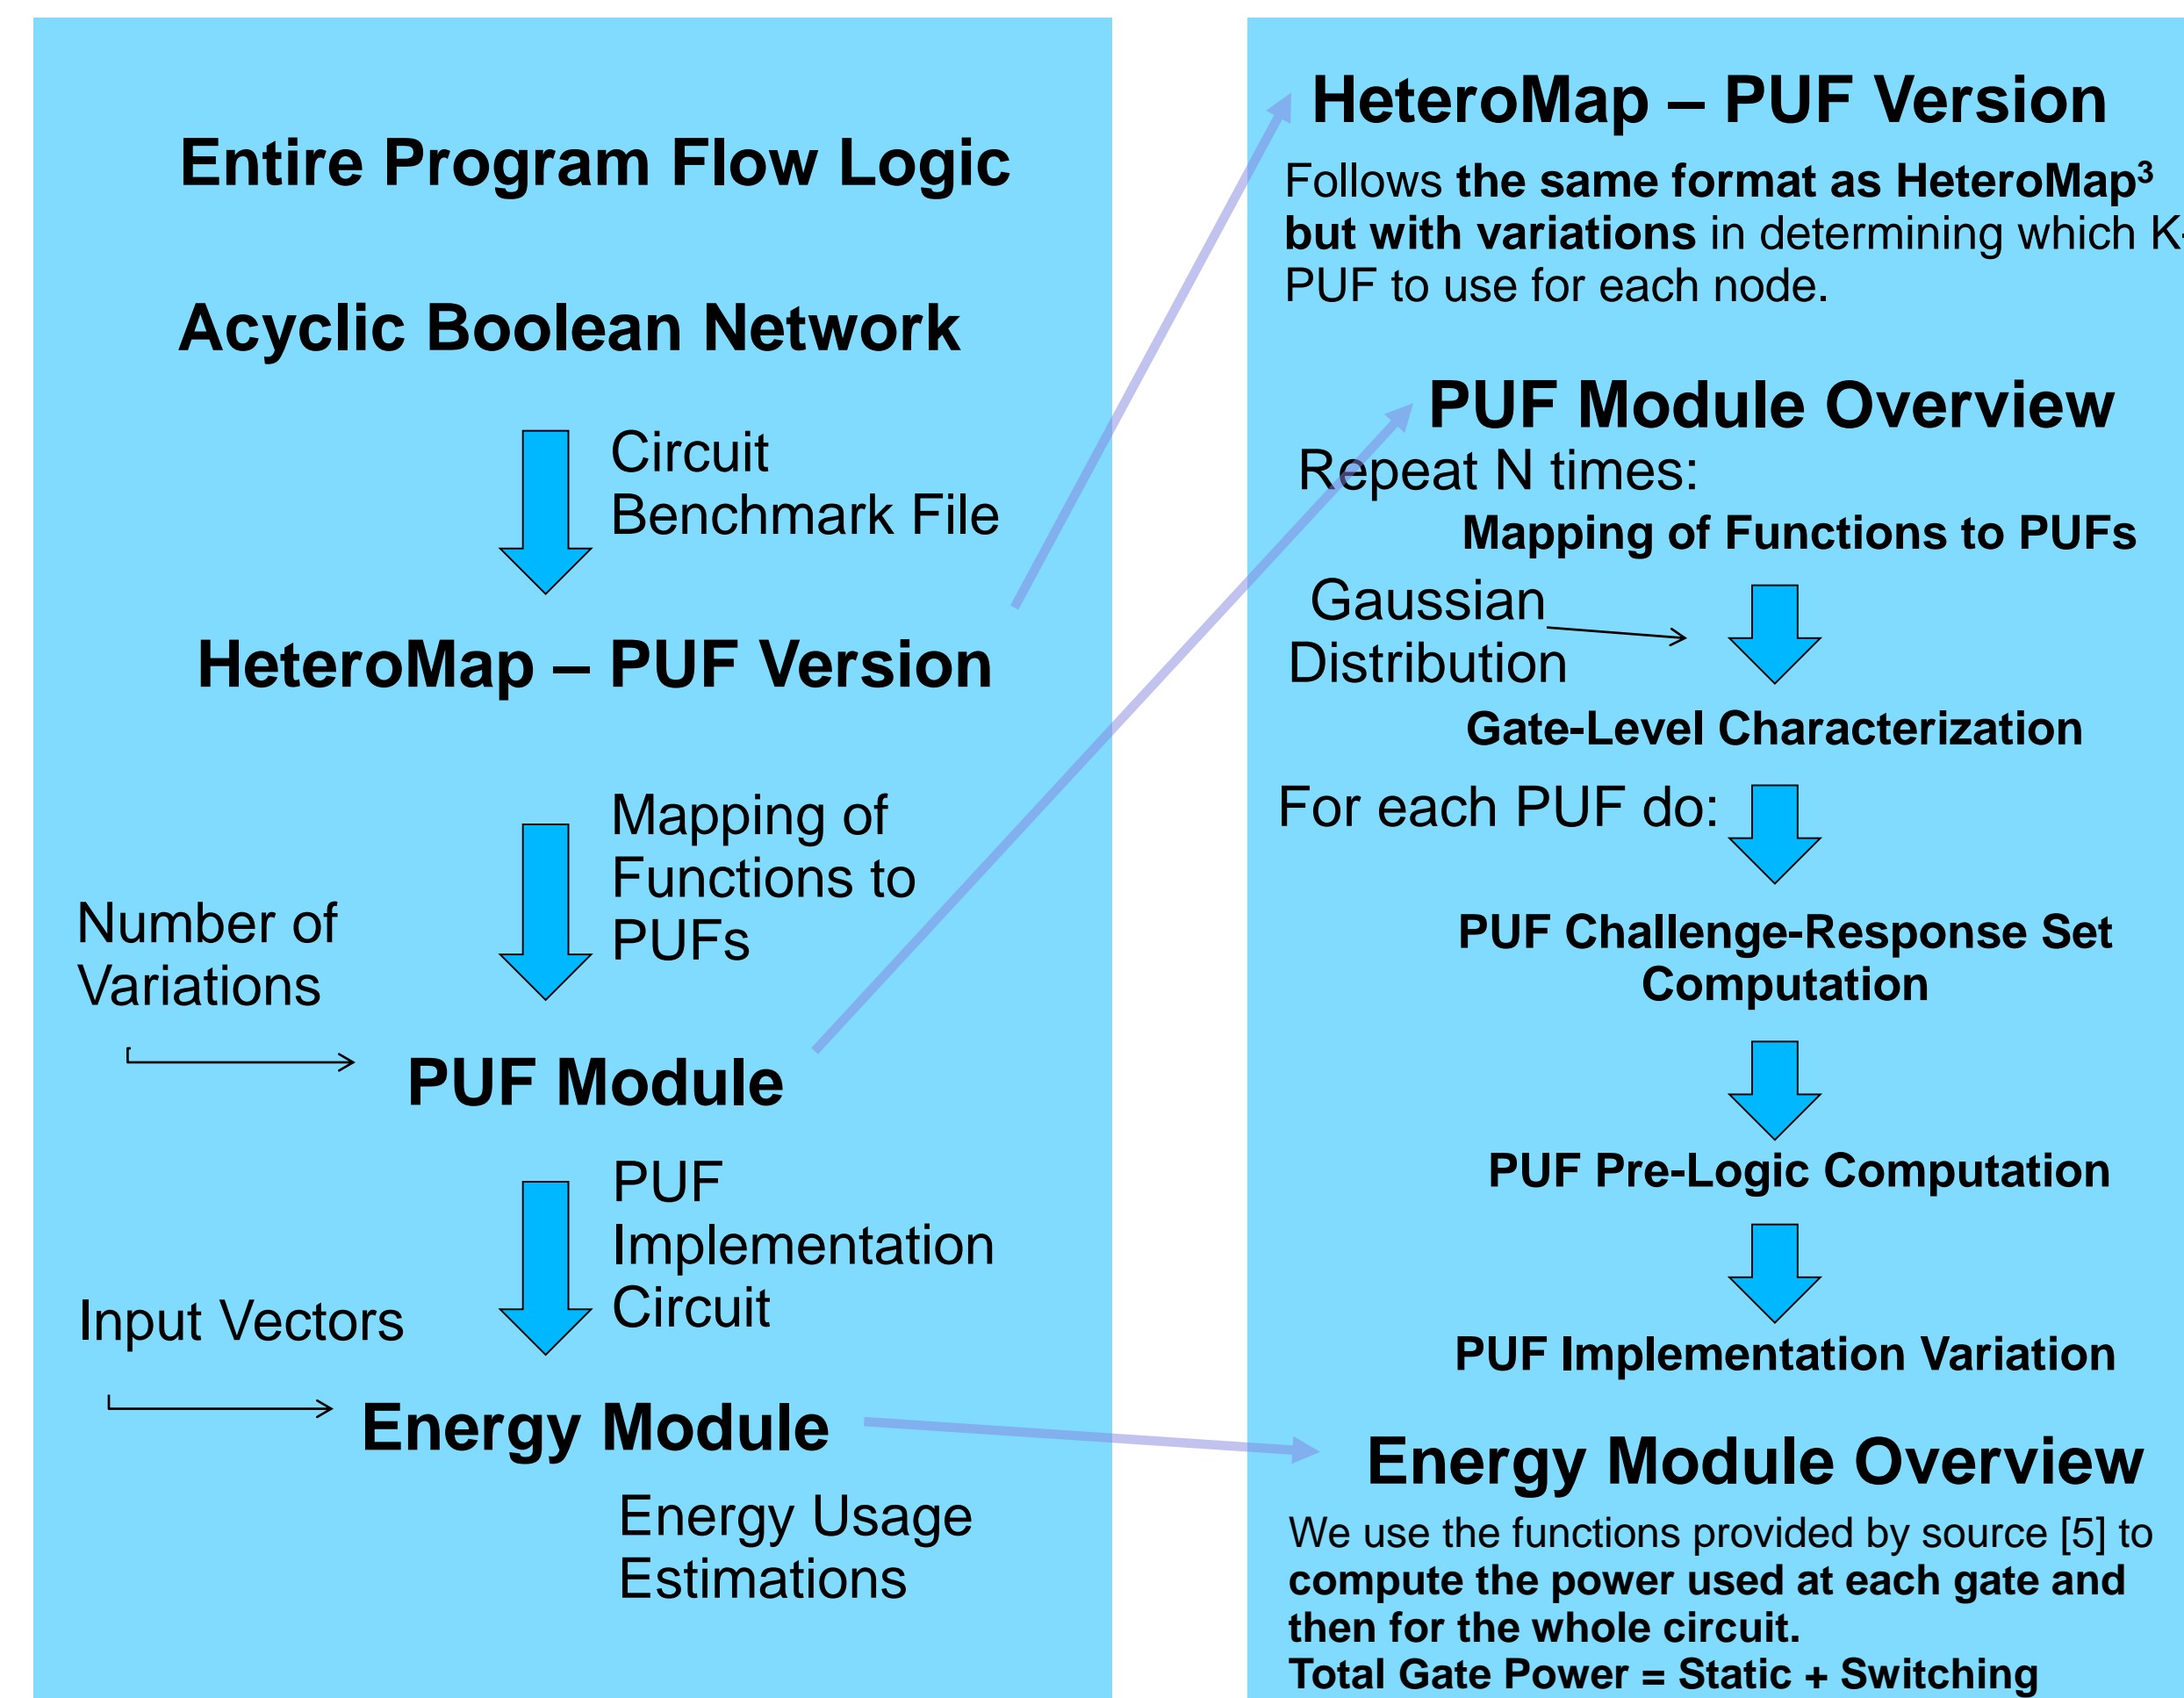 Entire Program Flow Logic
Acyclic Boolean Network
Circuit
Benchmark File
HeteroMap – PUF Version
Mapping of
Functions to
PUFs
Number of
Variations
PUF Module
PUF
Implementation
Circuit
Input Vectors
Energy Module
Energy Usage
Estimations
HeteroMap – PUF Version
Follows the same format as HeteroMap³
but with variations in determining which K-
PUF to use for each node.
PUF Module Overview
Repeat N times:
Mapping of Functions to PUFs
Gaussian
Distribution
Gate-Level Characterization
For each PUF do:
PUF Challenge-Response Set
Computation
PUF Pre-Logic Computation
PUF Implementation Variation
Energy Module Overview
We use the functions provided by source [5] to
compute the power used at each gate and
then for the whole circuit.
Total Gate Power = Static + Switching